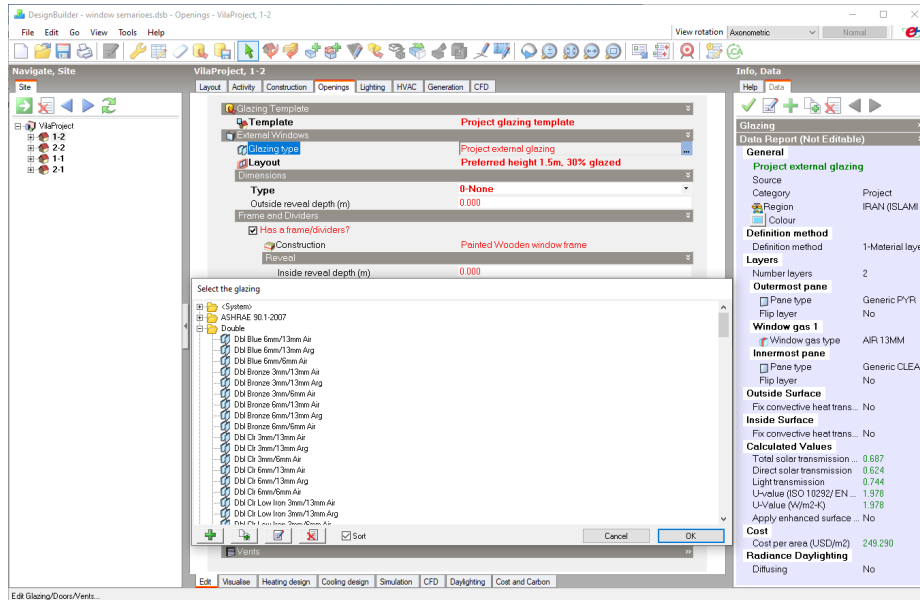 DesignBuilder - window semarioes.dsb - Openings - VilaProject, 1-2
File Edit Go View Tools Help
View rotation Axonometric Normal
Navigate, Site
Site
VilaProject
1-2
2-2
1-1
2-1
VilaProject, 1-2
Layout Activity Construction Openings Lighting HVAC Generation CFD
Glazing Template
Template Project glazing template
External Windows
Glazing type Project external glazing ...
Layout Preferred height 1.5m, 30% glazed
Dimensions
Type 0-None
Outside reveal depth (m) 0.000
Frame and Dividers
Has a frame/dividers?
Construction Painted Wooden window frame
Reveal
Inside reveal depth (m) 0.000
Select the glazing
<System>
ASHRAE 90.1-2007
Double
Dbl Blue 6mm/13mm Air
Dbl Blue 6mm/13mm Arg
Dbl Blue 6mm/6mm Air
Dbl Bronze 3mm/13mm Air
Dbl Bronze 3mm/13mm Arg
Dbl Bronze 3mm/6mm Air
Dbl Bronze 6mm/13mm Air
Dbl Bronze 6mm/13mm Arg
Dbl Bronze 6mm/6mm Air
Dbl Clr 3mm/13mm Air
Dbl Clr 3mm/13mm Arg
Dbl Clr 3mm/6mm Air
Dbl Clr 6mm/13mm Air
Dbl Clr 6mm/13mm Arg
Dbl Clr 6mm/6mm Air
Dbl Clr Low Iron 3mm/13mm Air
Dbl Clr Low Iron 3mm/13mm Arg
Dbl Clr Low Iron 3mm/6mm Air
Sort Cancel OK
Vents
Edit Visualise Heating design Cooling design Simulation CFD Daylighting Cost and Carbon
Edit Glazing/Doors/Vents...
Info, Data
Help Data
Glazing
Data Report (Not Editable)
General
Project external glazing
Source
Category Project
Region IRAN (ISLAMI
Colour
Definition method
Definition method 1-Material laye
Layers
Number layers 2
Outermost pane
Pane type Generic PYR
Flip layer No
Window gas 1
Window gas type AIR 13MM
Innermost pane
Pane type Generic CLEA
Flip layer No
Outside Surface
Fix convective heat trans... No
Inside Surface
Fix convective heat trans... No
Calculated Values
Total solar transmission ... 0.687
Direct solar transmission 0.624
Light transmission 0.744
U-value (ISO 10292/ EN ... 1.978
U-Value (W/m2-K) 1.978
Apply enhanced surface ... No
Cost
Cost per area (USD/m2) 249.290
Radiance Daylighting
Diffusing No